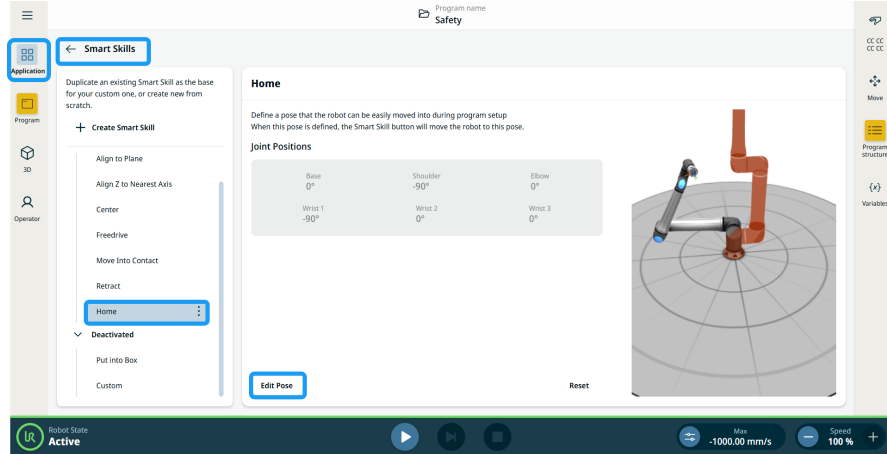 Program name
Safety
Application
Program
3D
Operator
Smart Skills
Duplicate an existing Smart Skill as the base
for your custom one, or create new from
scratch.
Create Smart Skill
Align to Plane
Align Z to Nearest Axis
Center
Freedrive
Move Into Contact
Retract
Home
Deactivated
Put into Box
Custom
Home
Define a pose that the robot can be easily moved into during program setup
When this pose is defined, the Smart Skill button will move the robot to this pose.
Joint Positions
Base Shoulder Elbow
0° -90° 0°
Wrist 1 Wrist 2 Wrist 3
-90° 0° 0°
Edit Pose Reset
CC CC
CC CC
Move
Program
structure
{x}
Variables
UR
Robot State
Active
Max
-1000.00 mm/s
Speed
100 %